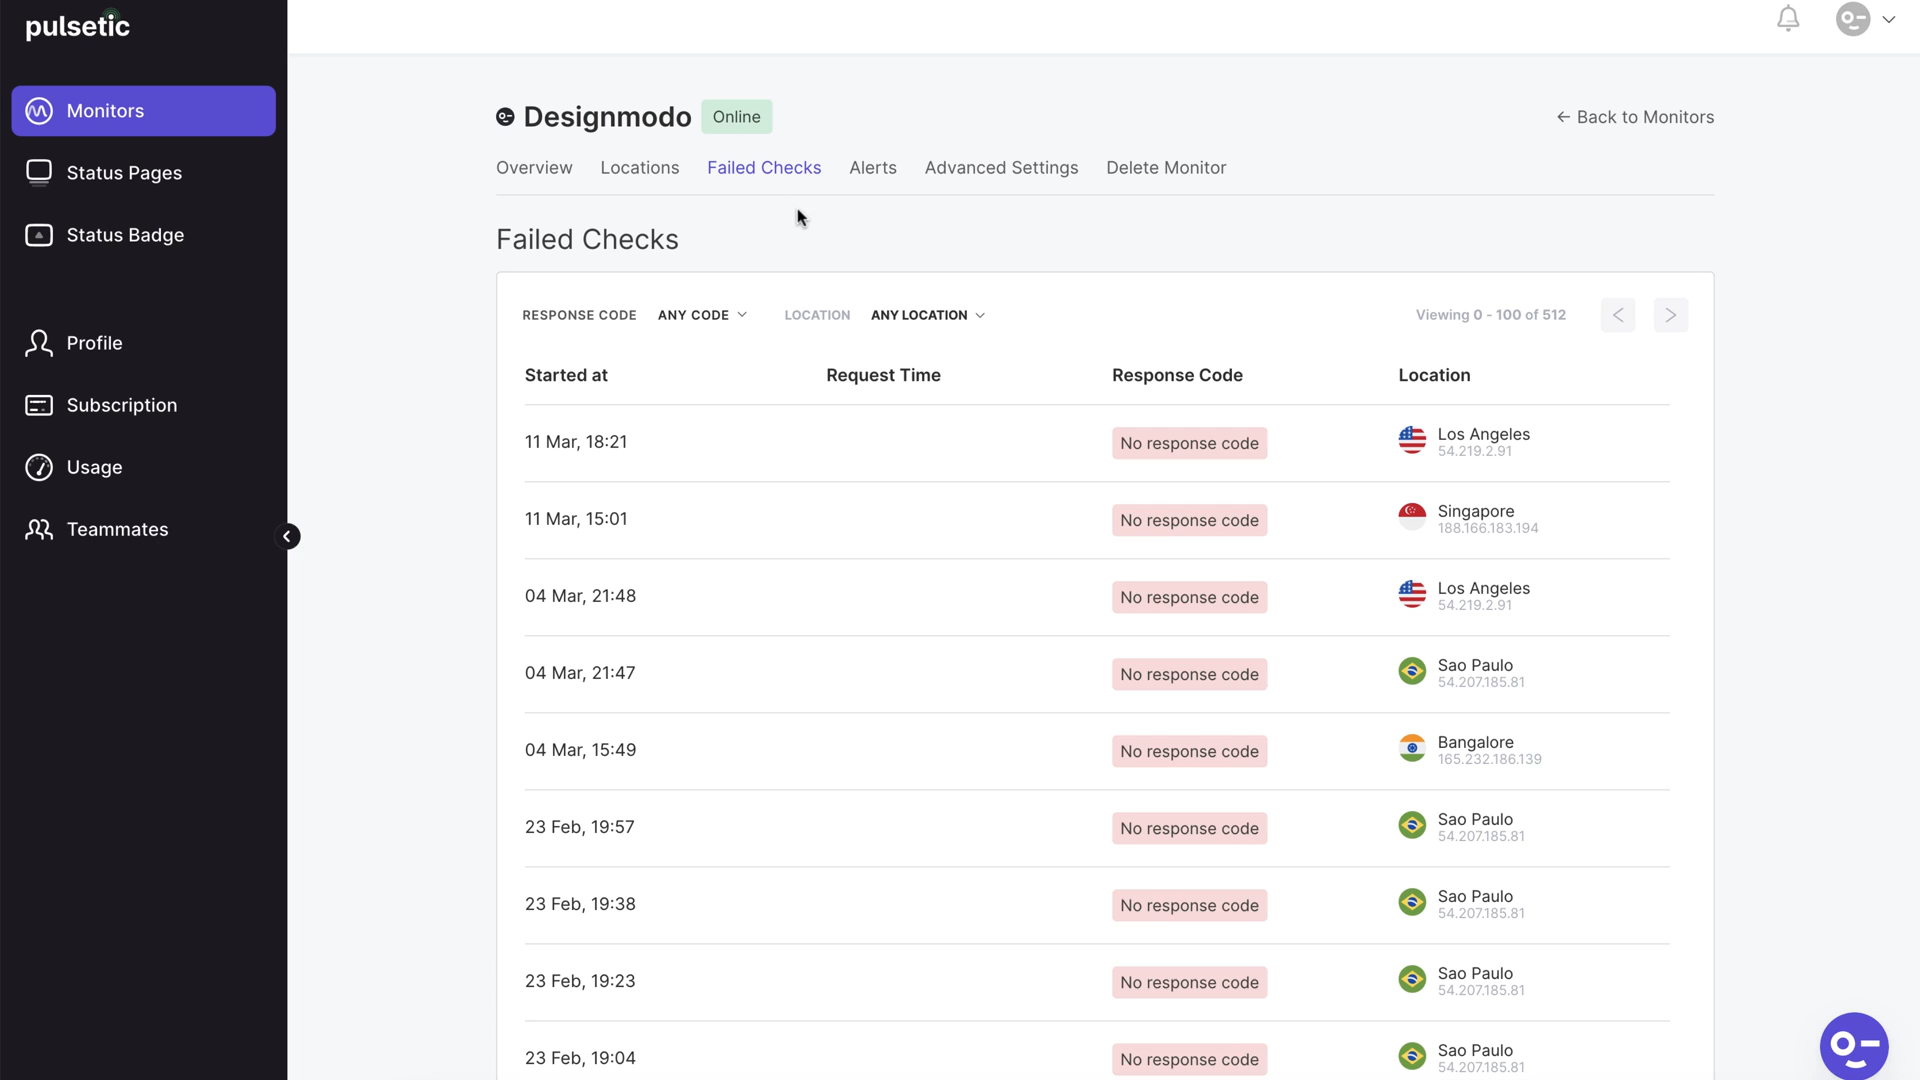 pulsetic
Monitors
Status Pages
Status Badge
Profile
Subscription
Usage
Teammates
Designmodo Online
← Back to Monitors
Overview Locations Failed Checks Alerts Advanced Settings Delete Monitor
Failed Checks
RESPONSE CODE ANY CODE LOCATION ANY LOCATION Viewing 0 - 100 of 512
Started at Request Time Response Code Location
11 Mar, 18:21 No response code Los Angeles
54.219.2.91
11 Mar, 15:01 No response code Singapore
188.166.183.194
04 Mar, 21:48 No response code Los Angeles
54.219.2.91
04 Mar, 21:47 No response code Sao Paulo
54.207.185.81
04 Mar, 15:49 No response code Bangalore
165.232.186.139
23 Feb, 19:57 No response code Sao Paulo
54.207.185.81
23 Feb, 19:38 No response code Sao Paulo
54.207.185.81
23 Feb, 19:23 No response code Sao Paulo
54.207.185.81
23 Feb, 19:04 No response code Sao Paulo
54.207.185.81